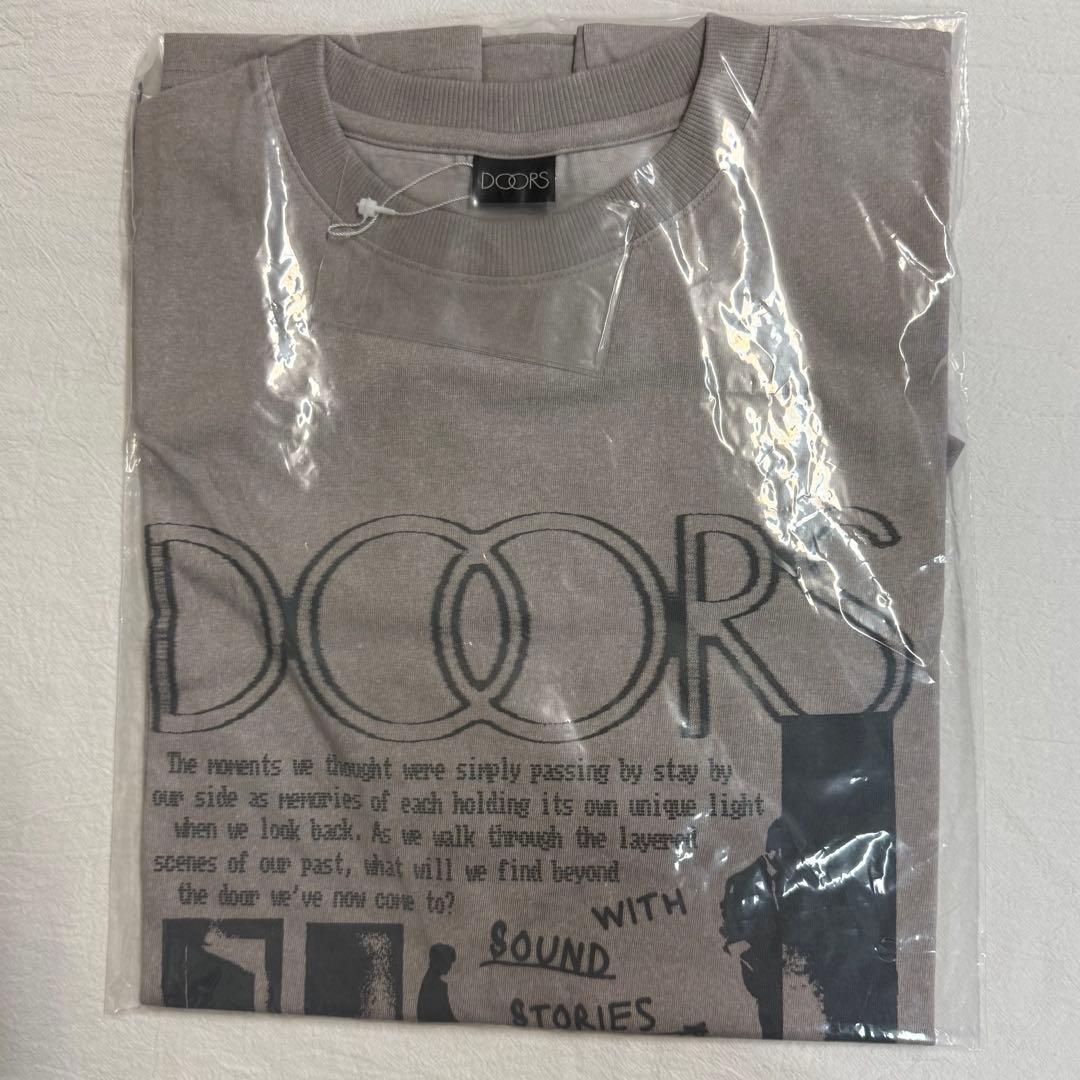 DOORS
DOORS
The moments we thought were simply passing by stay by
our side as memories of each holding its own unique light
when we look back. As we walk through the layered
scenes of our past, what will we find beyond
the door we've now come to?
WITH
SOUND
STORIES